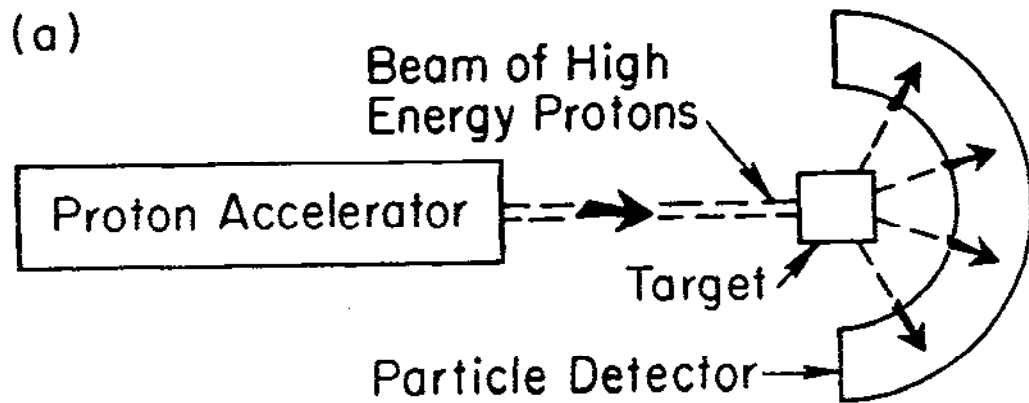 (a)
Beam of High
Energy Protons
Proton Accelerator
Target
Particle Detector